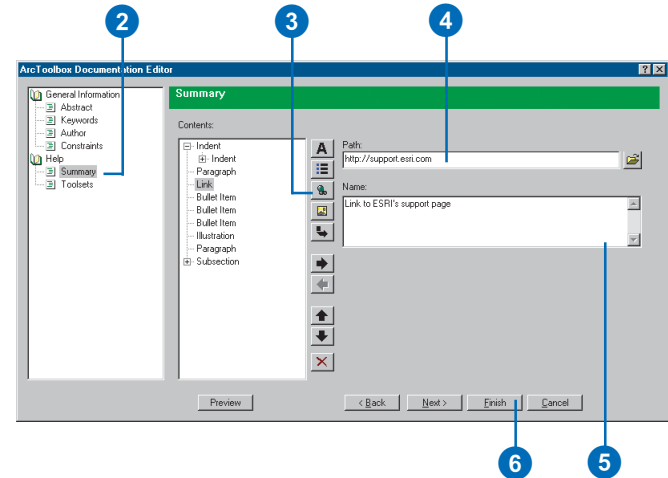 2
3
4
ArcToolbox Documentation Editor
General Information
Abstract
Keywords
Author
Constraints
Help
Summary
Toolsets
Summary
Contents:
Indent
Indent
Paragraph
Link
Bullet Item
Bullet Item
Bullet Item
Illustration
Paragraph
Subsection
A
Path:
http://support.esri.com
Name:
Link to ESRI's support page
Preview
< Back
Next >
Finish
Cancel
6
5